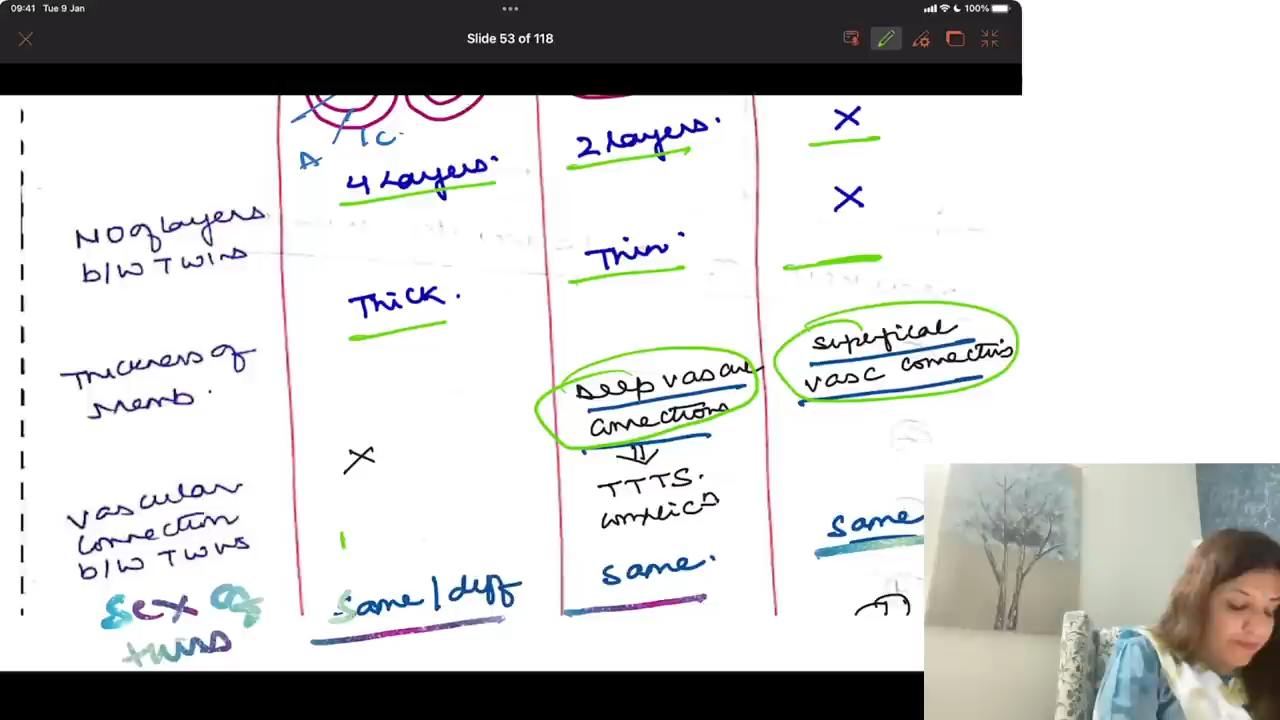 09:41 Tue 9 Jan
100%
Slide 53 of 118
A
C
4 Layers.
2 Layers.
X
NO of layers
b/w TWINS
X
Thick.
Thin.
Thickness of
Memb.
Deep vascular
connections
TTTS.
superfical
vasc connectns
X
vascular
connection
b/w TWINS
Sex of
twins
Same / diff
Same.
Same